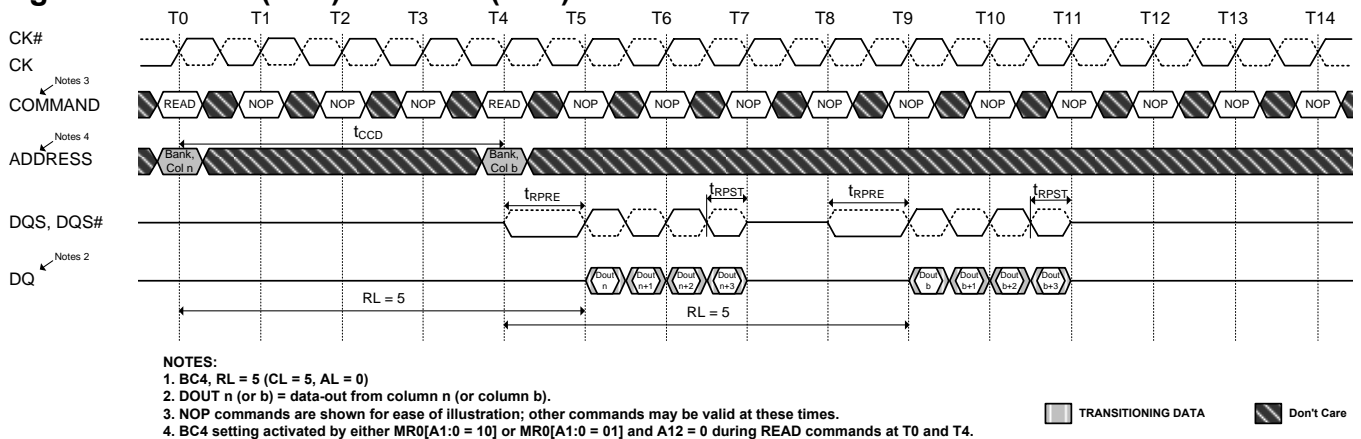 T0 T1 T2 T3 T4 T5 T6 T7 T8 T9 T10 T11 T12 T13 T14
CK#
CK
Notes 3
COMMAND READ NOP NOP NOP READ NOP NOP NOP NOP NOP NOP NOP NOP NOP NOP
tCCD
Notes 4
ADDRESS Bank, Col n Bank, Col b
tRPRE tRPST tRPRE tRPST
DQS, DQS#
Notes 2
DQ Dout n Dout n+1 Dout n+2 Dout n+3 Dout b Dout b+1 Dout b+2 Dout b+3
RL = 5
RL = 5
NOTES:
1. BC4, RL = 5 (CL = 5, AL = 0)
2. DOUT n (or b) = data-out from column n (or column b).
3. NOP commands are shown for ease of illustration; other commands may be valid at these times.
4. BC4 setting activated by either MR0[A1:0 = 10] or MR0[A1:0 = 01] and A12 = 0 during READ commands at T0 and T4.
TRANSITIONING DATA Don't Care